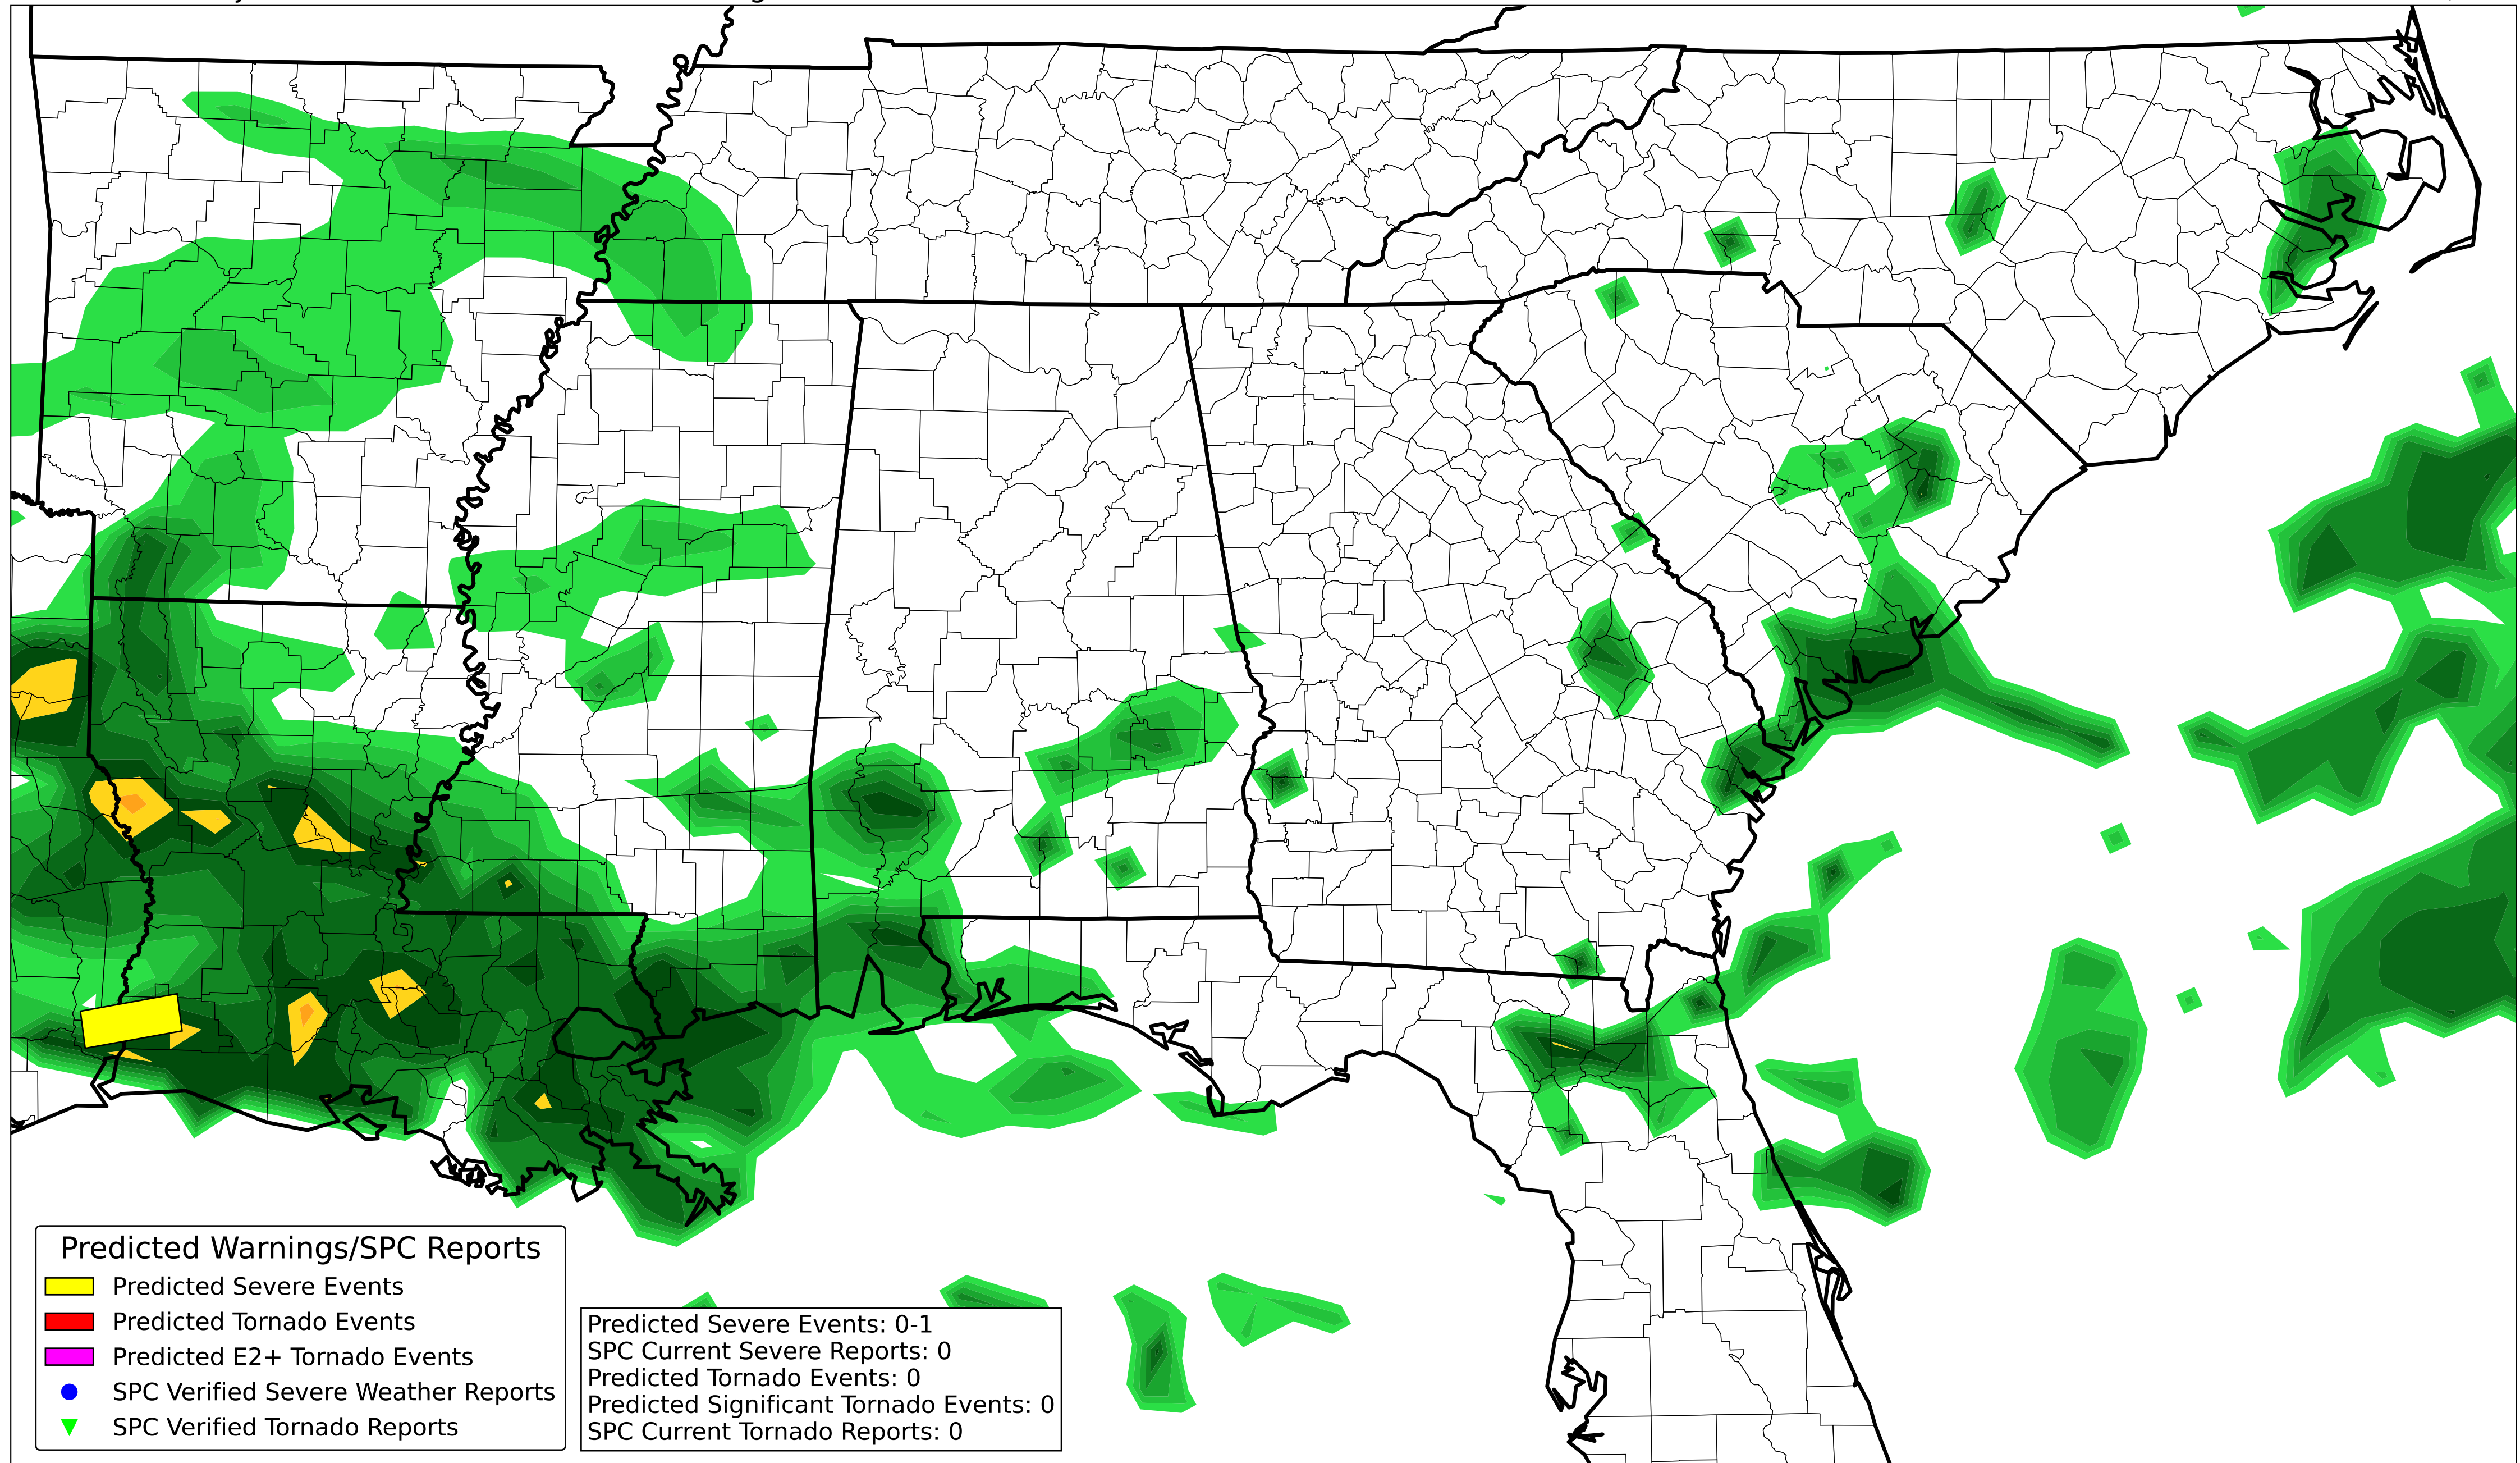 Predicted Warnings/SPC Reports
Predicted Severe Events
Predicted Tornado Events
Predicted E2+ Tornado Events
SPC Verified Severe Weather Reports
SPC Verified Tornado Reports
Predicted Severe Events: 0-1
SPC Current Severe Reports: 0
Predicted Tornado Events: 0
Predicted Significant Tornado Events: 0
SPC Current Tornado Reports: 0